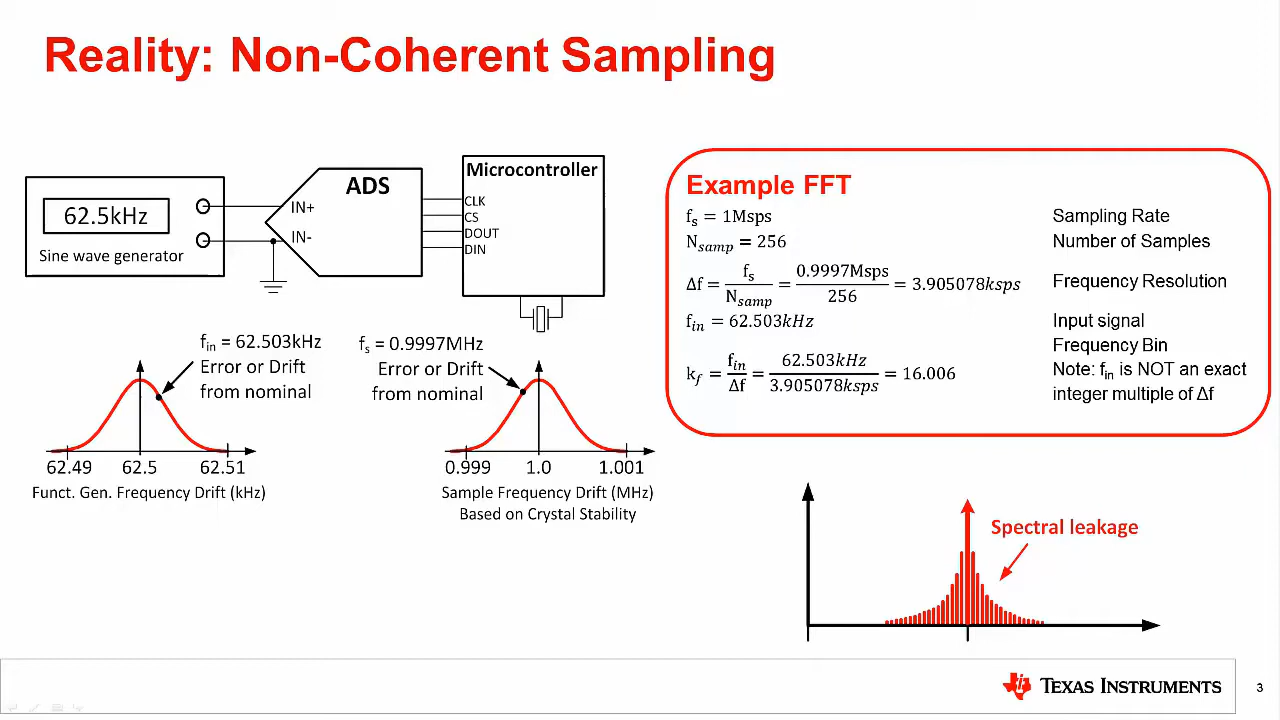 Reality: Non-Coherent Sampling
62.5kHz
Sine wave generator
IN+
IN-
ADS
Microcontroller
CLK
CS
DOUT
DIN
f_in = 62.503kHz
Error or Drift
from nominal
62.49 62.5 62.51
Funct. Gen. Frequency Drift (kHz)
f_s = 0.9997MHz
Error or Drift
from nominal
0.999 1.0 1.001
Sample Frequency Drift (MHz)
Based on Crystal Stability
Example FFT
f_s = 1Msps Sampling Rate
N_samp = 256 Number of Samples
Δf = f_s/N_samp = 0.9997Msps/256 = 3.905078ksps Frequency Resolution
f_in = 62.503kHz Input signal
Frequency Bin
k_f = f_in/Δf = 62.503kHz/3.905078ksps = 16.006 Note: f_in is NOT an exact
integer multiple of Δf
Spectral leakage
TEXAS INSTRUMENTS
3